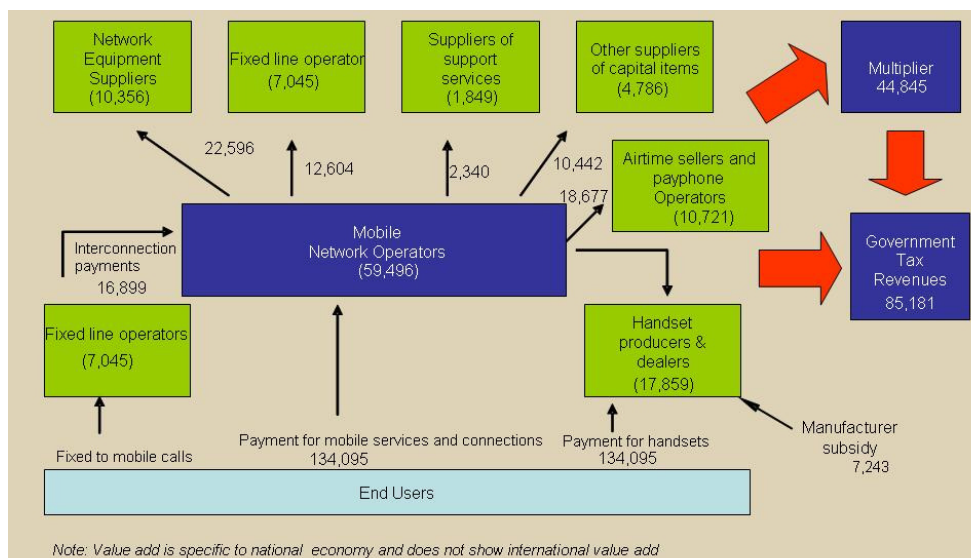 Network
Equipment
Suppliers
(10,356)
Fixed line operator
(7,045)
Suppliers of
support
services
(1,849)
Other suppliers
of capital items
(4,786)
Multiplier
44,845
22,596
12,604
2,340
10,442
18,677
Airtime sellers and
payphone
Operators
(10,721)
Mobile
Network Operators
(59,496)
Interconnection
payments
16,899
Government
Tax
Revenues
85,181
Fixed line operators
(7,045)
Handset
producers &
dealers
(17,859)
Fixed to mobile calls
Payment for mobile services and connections
134,095
Payment for handsets
134,095
Manufacturer
subsidy
7,243
End Users
Note: Value add is specific to national economy and does not show international value add